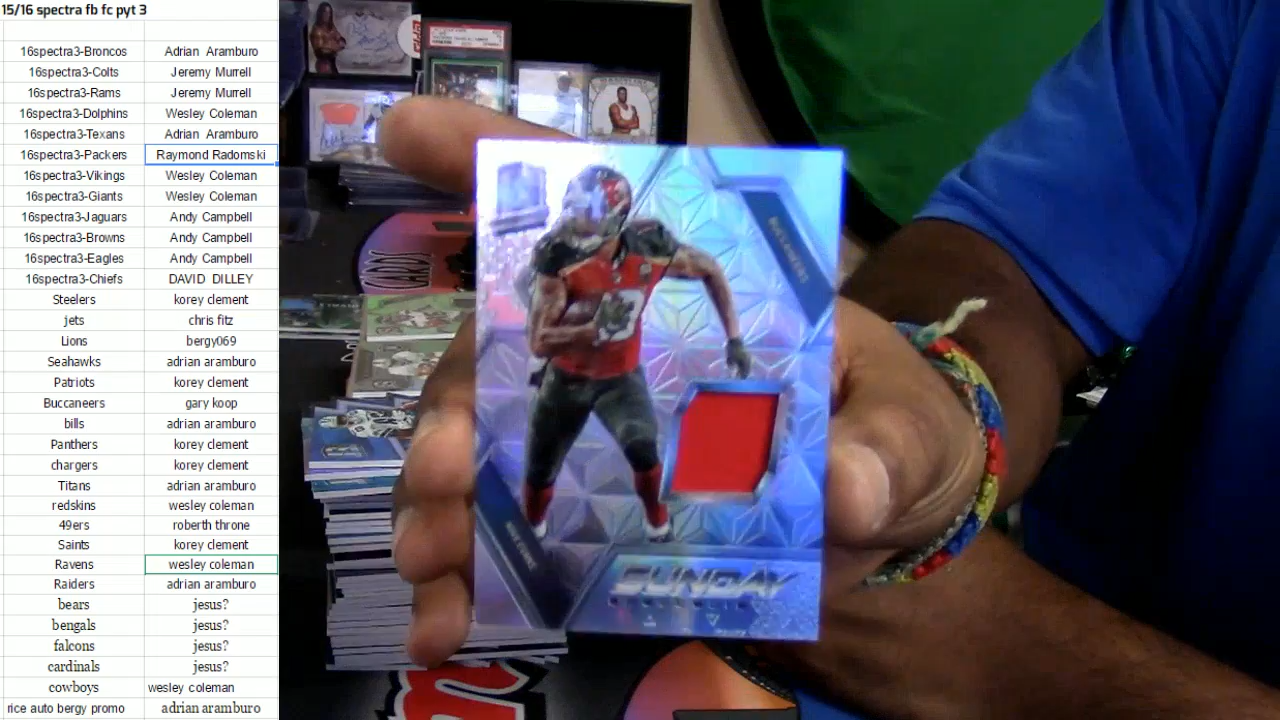 15/16 spectra fb fc pyt 3
16spectra3-Broncos Adrian Aramburo
16spectra3-Colts Jeremy Murrell
16spectra3-Rams Jeremy Murrell
16spectra3-Dolphins Wesley Coleman
16spectra3-Texans Adrian Aramburo
16spectra3-Packers Raymond Radomski
16spectra3-Vikings Wesley Coleman
16spectra3-Giants Wesley Coleman
16spectra3-Jaguars Andy Campbell
16spectra3-Browns Andy Campbell
16spectra3-Eagles Andy Campbell
16spectra3-Chiefs DAVID DILLEY
Steelers korey clement
jets chris fitz
Lions bergy069
Seahawks adrian aramburo
Patriots korey clement
Buccaneers gary koop
bills adrian aramburo
Panthers korey clement
chargers korey clement
Titans adrian aramburo
redskins wesley coleman
49ers roberth throne
Saints korey clement
Ravens wesley coleman
Raiders adrian aramburo
bears jesus?
bengals jesus?
falcons jesus?
cardinals jesus?
cowboys wesley coleman
rice auto bergy promo adrian aramburo
CARDS
SUNDAY